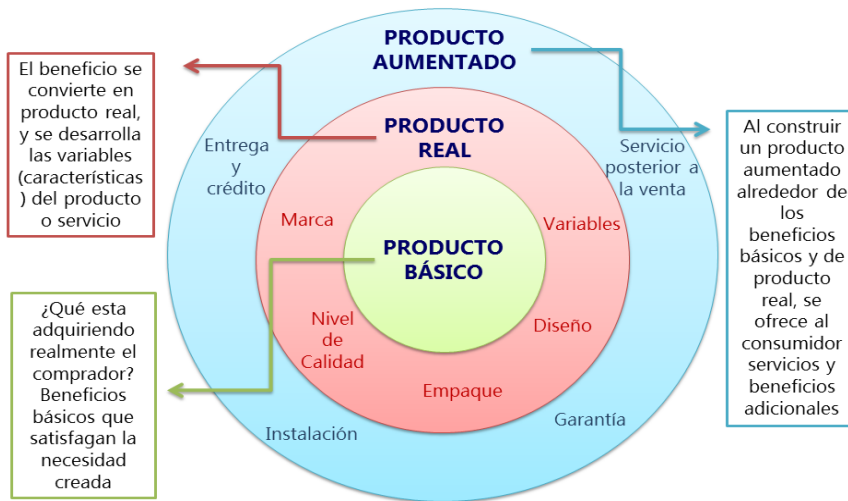 PRODUCTO
AUMENTADO
El beneficio se
convierte en
producto real,
y se desarrolla
las variables
(características
) del producto
o servicio
PRODUCTO
REAL
Entrega
y
crédito
Servicio
posterior a
la venta
Al construir
un producto
aumentado
alrededor de
los
beneficios
básicos y de
producto
real, se
ofrece al
consumidor
servicios y
beneficios
adicionales
Marca
Variables
PRODUCTO
BÁSICO
¿Qué esta
adquiriendo
realmente el
comprador?
Beneficios
básicos que
satisfagan la
necesidad
creada
Nivel
de
Calidad
Diseño
Empaque
Instalación
Garantía